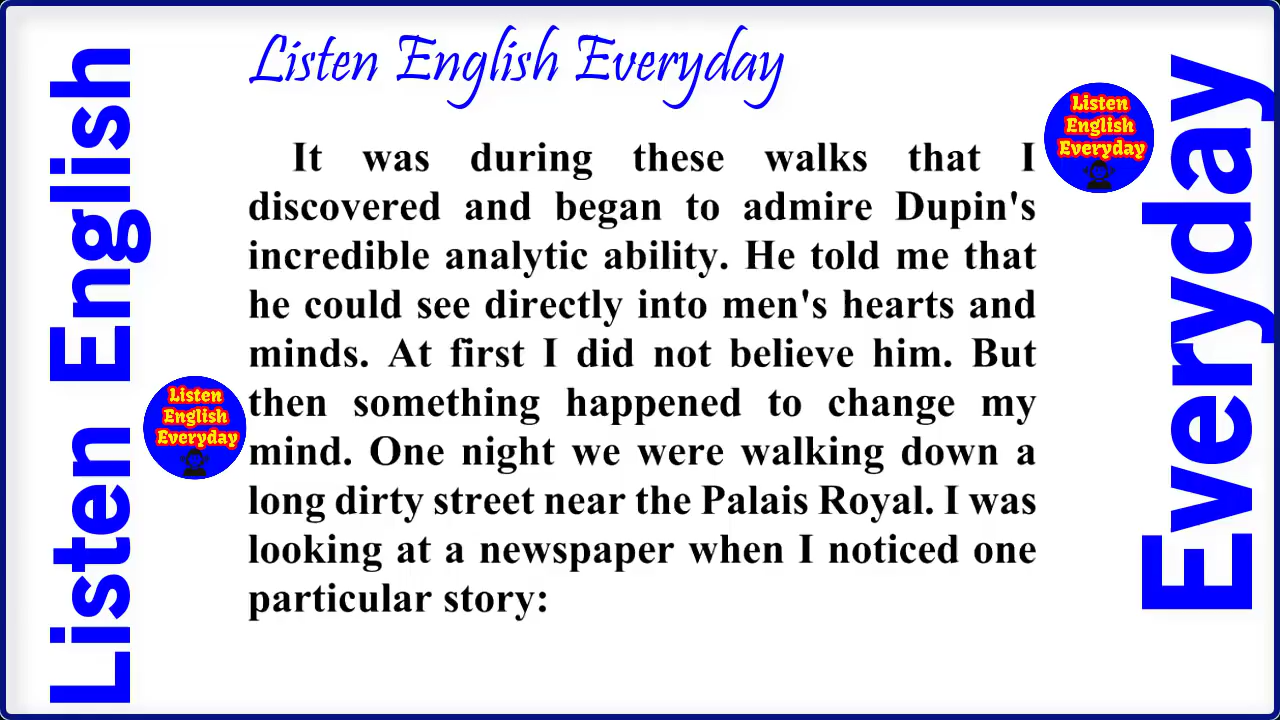 Listen English Everyday
Listen English
Everyday
Listen
English
Everyday
It was during these walks that I
discovered and began to admire Dupin's
incredible analytic ability. He told me that
he could see directly into men's hearts and
minds. At first I did not believe him. But
then something happened to change my
mind. One night we were walking down a
long dirty street near the Palais Royal. I was
looking at a newspaper when I noticed one
particular story:
Listen
English
Everyday